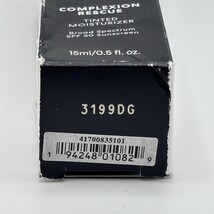 COMPLEXION
RESCUE
TINTED
MOISTURIZER
Broad Spectrum
SPF 30 Sunscreen
15ml/0.5 fl. oz.
3199DG
41700835101
1 94248 01082 9